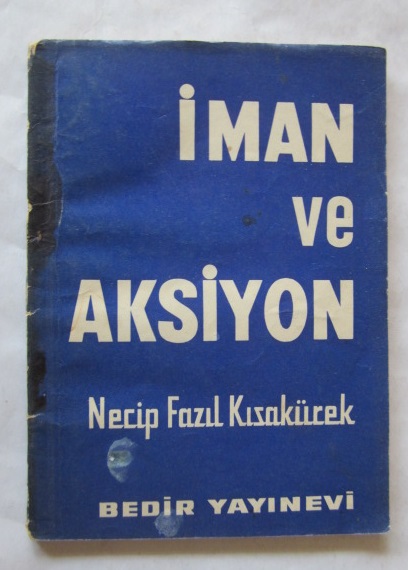 İMAN
ve
AKSİYON
Necip Fazıl Kısakürek
BEDİR YAYINEVİ